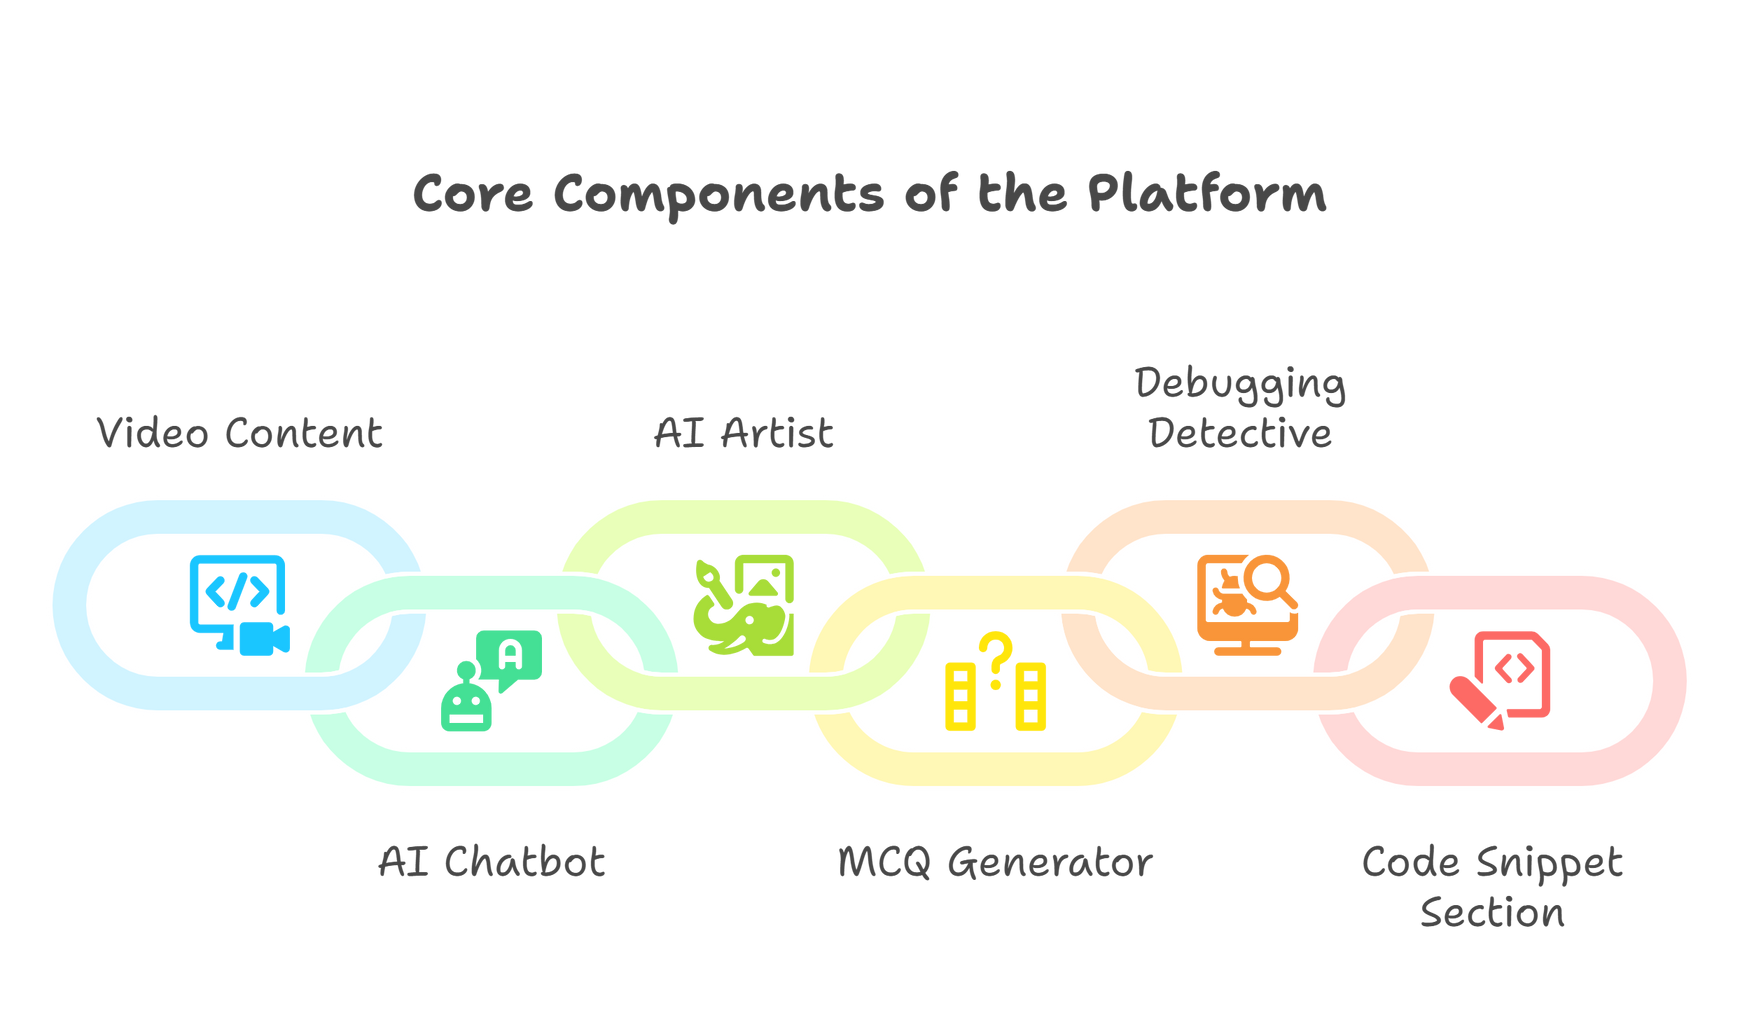 Core Components of the Platform
Video Content
AI Artist
Debugging
Detective
A
AI Chatbot
MCQ Generator
Code Snippet
Section